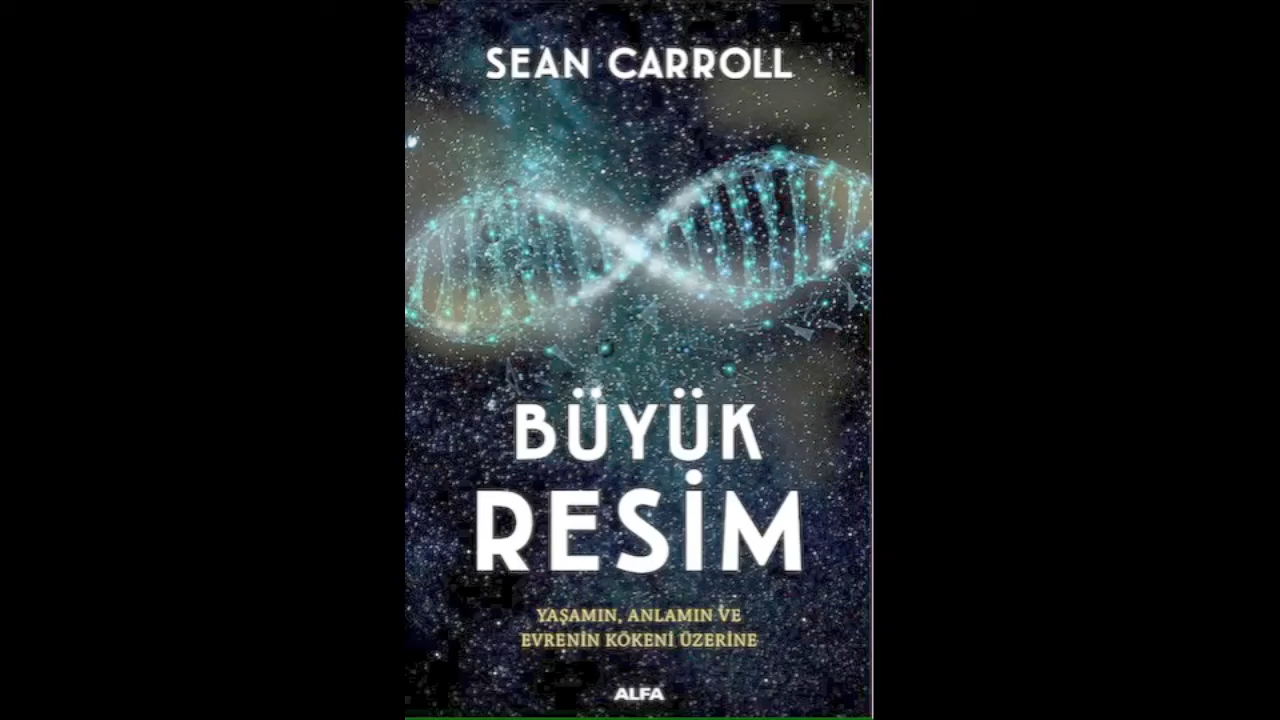 SEAN CARROLL
BÜYÜK
RESİM
YAŞAMIN, ANLAMIN VE
EVRENİN KÖKENİ ÜZERİNE
ALFA